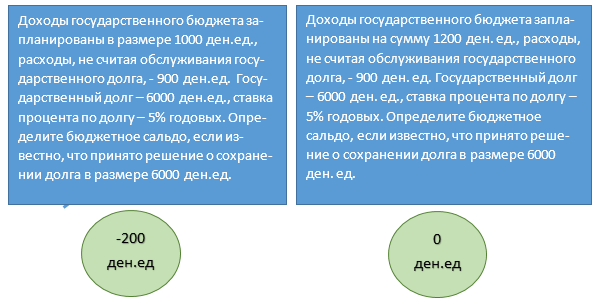 Доходы государственного бюджета за-
планированы в размере 1000 ден.ед.,
расходы, не считая обслуживания госу-
дарственного долга, - 900 ден.ед. Госу-
дарственный долг – 6000 ден.ед., ставка
процента по долгу – 5% годовых. Опре-
делите бюджетное сальдо, если из-
вестно, что принято решение о сохране-
нии долга в размере 6000 ден.ед.
-200
ден.ед
Доходы государственного бюджета запла-
нированы на сумму 1200 ден. ед., расходы,
не считая обслуживания государственного
долга, - 900 ден. ед. Государственный долг
– 6000 ден. ед., ставка процента по долгу –
5% годовых. Определите бюджетное
сальдо, если известно, что принято реше-
ние о сохранении долга в размере 6000
ден. ед.
0
ден.ед